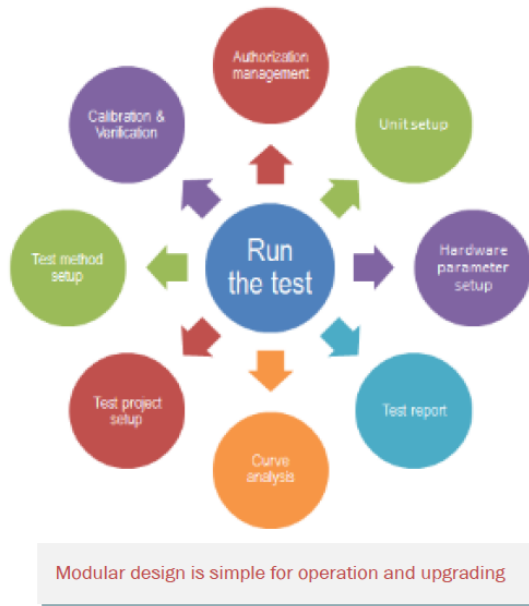 Authorization
management
Unit setup
Hardware
parameter
setup
Test report
Curve
analysis
Test project
setup
Test method
setup
Calibration &
Verification
Run
the test
Modular design is simple for operation and upgrading